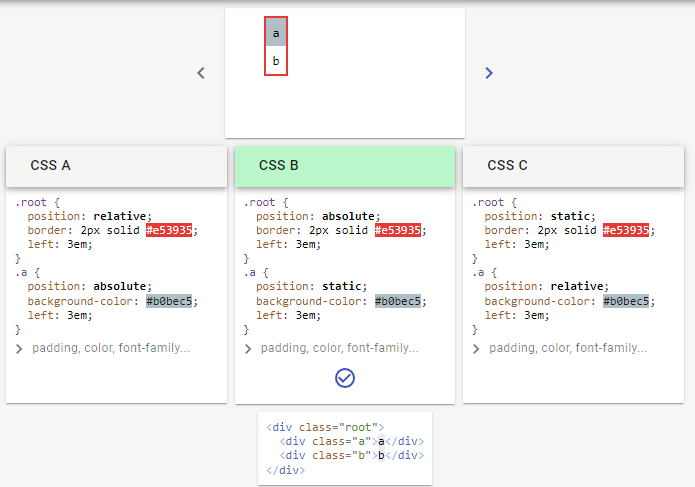 a
b
CSS A
.root {
  position: relative;
  border: 2px solid #e53935;
  left: 3em;
}
.a {
  position: absolute;
  background-color: #b0bec5;
  left: 3em;
}
padding, color, font-family...
CSS B
.root {
  position: absolute;
  border: 2px solid #e53935;
  left: 3em;
}
.a {
  position: static;
  background-color: #b0bec5;
  left: 3em;
}
padding, color, font-family...
CSS C
.root {
  position: static;
  border: 2px solid #e53935;
  left: 3em;
}
.a {
  position: relative;
  background-color: #b0bec5;
  left: 3em;
}
padding, color, font-family...
<div class="root">
  <div class="a">a</div>
  <div class="b">b</div>
</div>